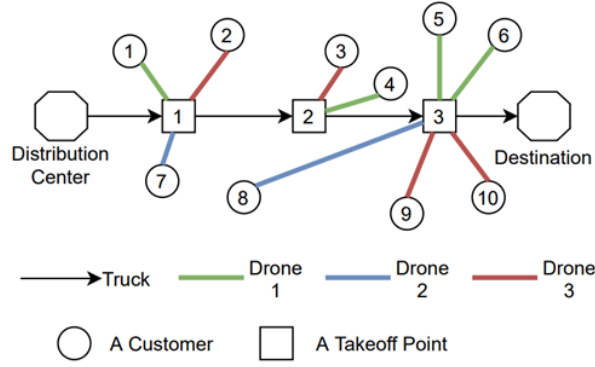 5
2
6
1
3
4
1
2
3
Distribution
Center
Destination
7
8
9
10
Truck
Drone
1
Drone
2
Drone
3
A Customer
A Takeoff Point